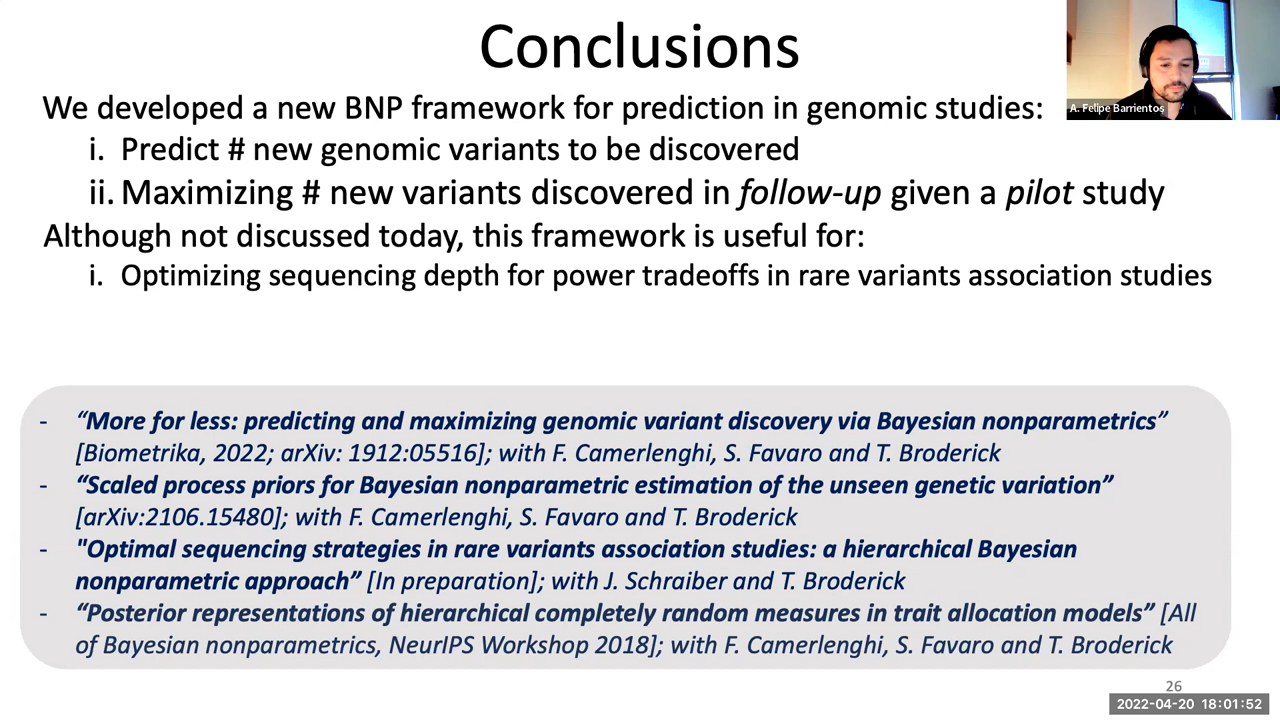 Conclusions
A. Felipe Barrientos
We developed a new BNP framework for prediction in genomic studies:
i. Predict # new genomic variants to be discovered
ii. Maximizing # new variants discovered in follow-up given a pilot study
Although not discussed today, this framework is useful for:
i. Optimizing sequencing depth for power tradeoffs in rare variants association studies
- “More for less: predicting and maximizing genomic variant discovery via Bayesian nonparametrics”
[Biometrika, 2022; arXiv: 1912:05516]; with F. Camerlenghi, S. Favaro and T. Broderick
- “Scaled process priors for Bayesian nonparametric estimation of the unseen genetic variation”
[arXiv:2106.15480]; with F. Camerlenghi, S. Favaro and T. Broderick
- "Optimal sequencing strategies in rare variants association studies: a hierarchical Bayesian
nonparametric approach” [In preparation]; with J. Schraiber and T. Broderick
- “Posterior representations of hierarchical completely random measures in trait allocation models” [All
of Bayesian nonparametrics, NeurIPS Workshop 2018]; with F. Camerlenghi, S. Favaro and T. Broderick
26
2022-04-20 18:01:52